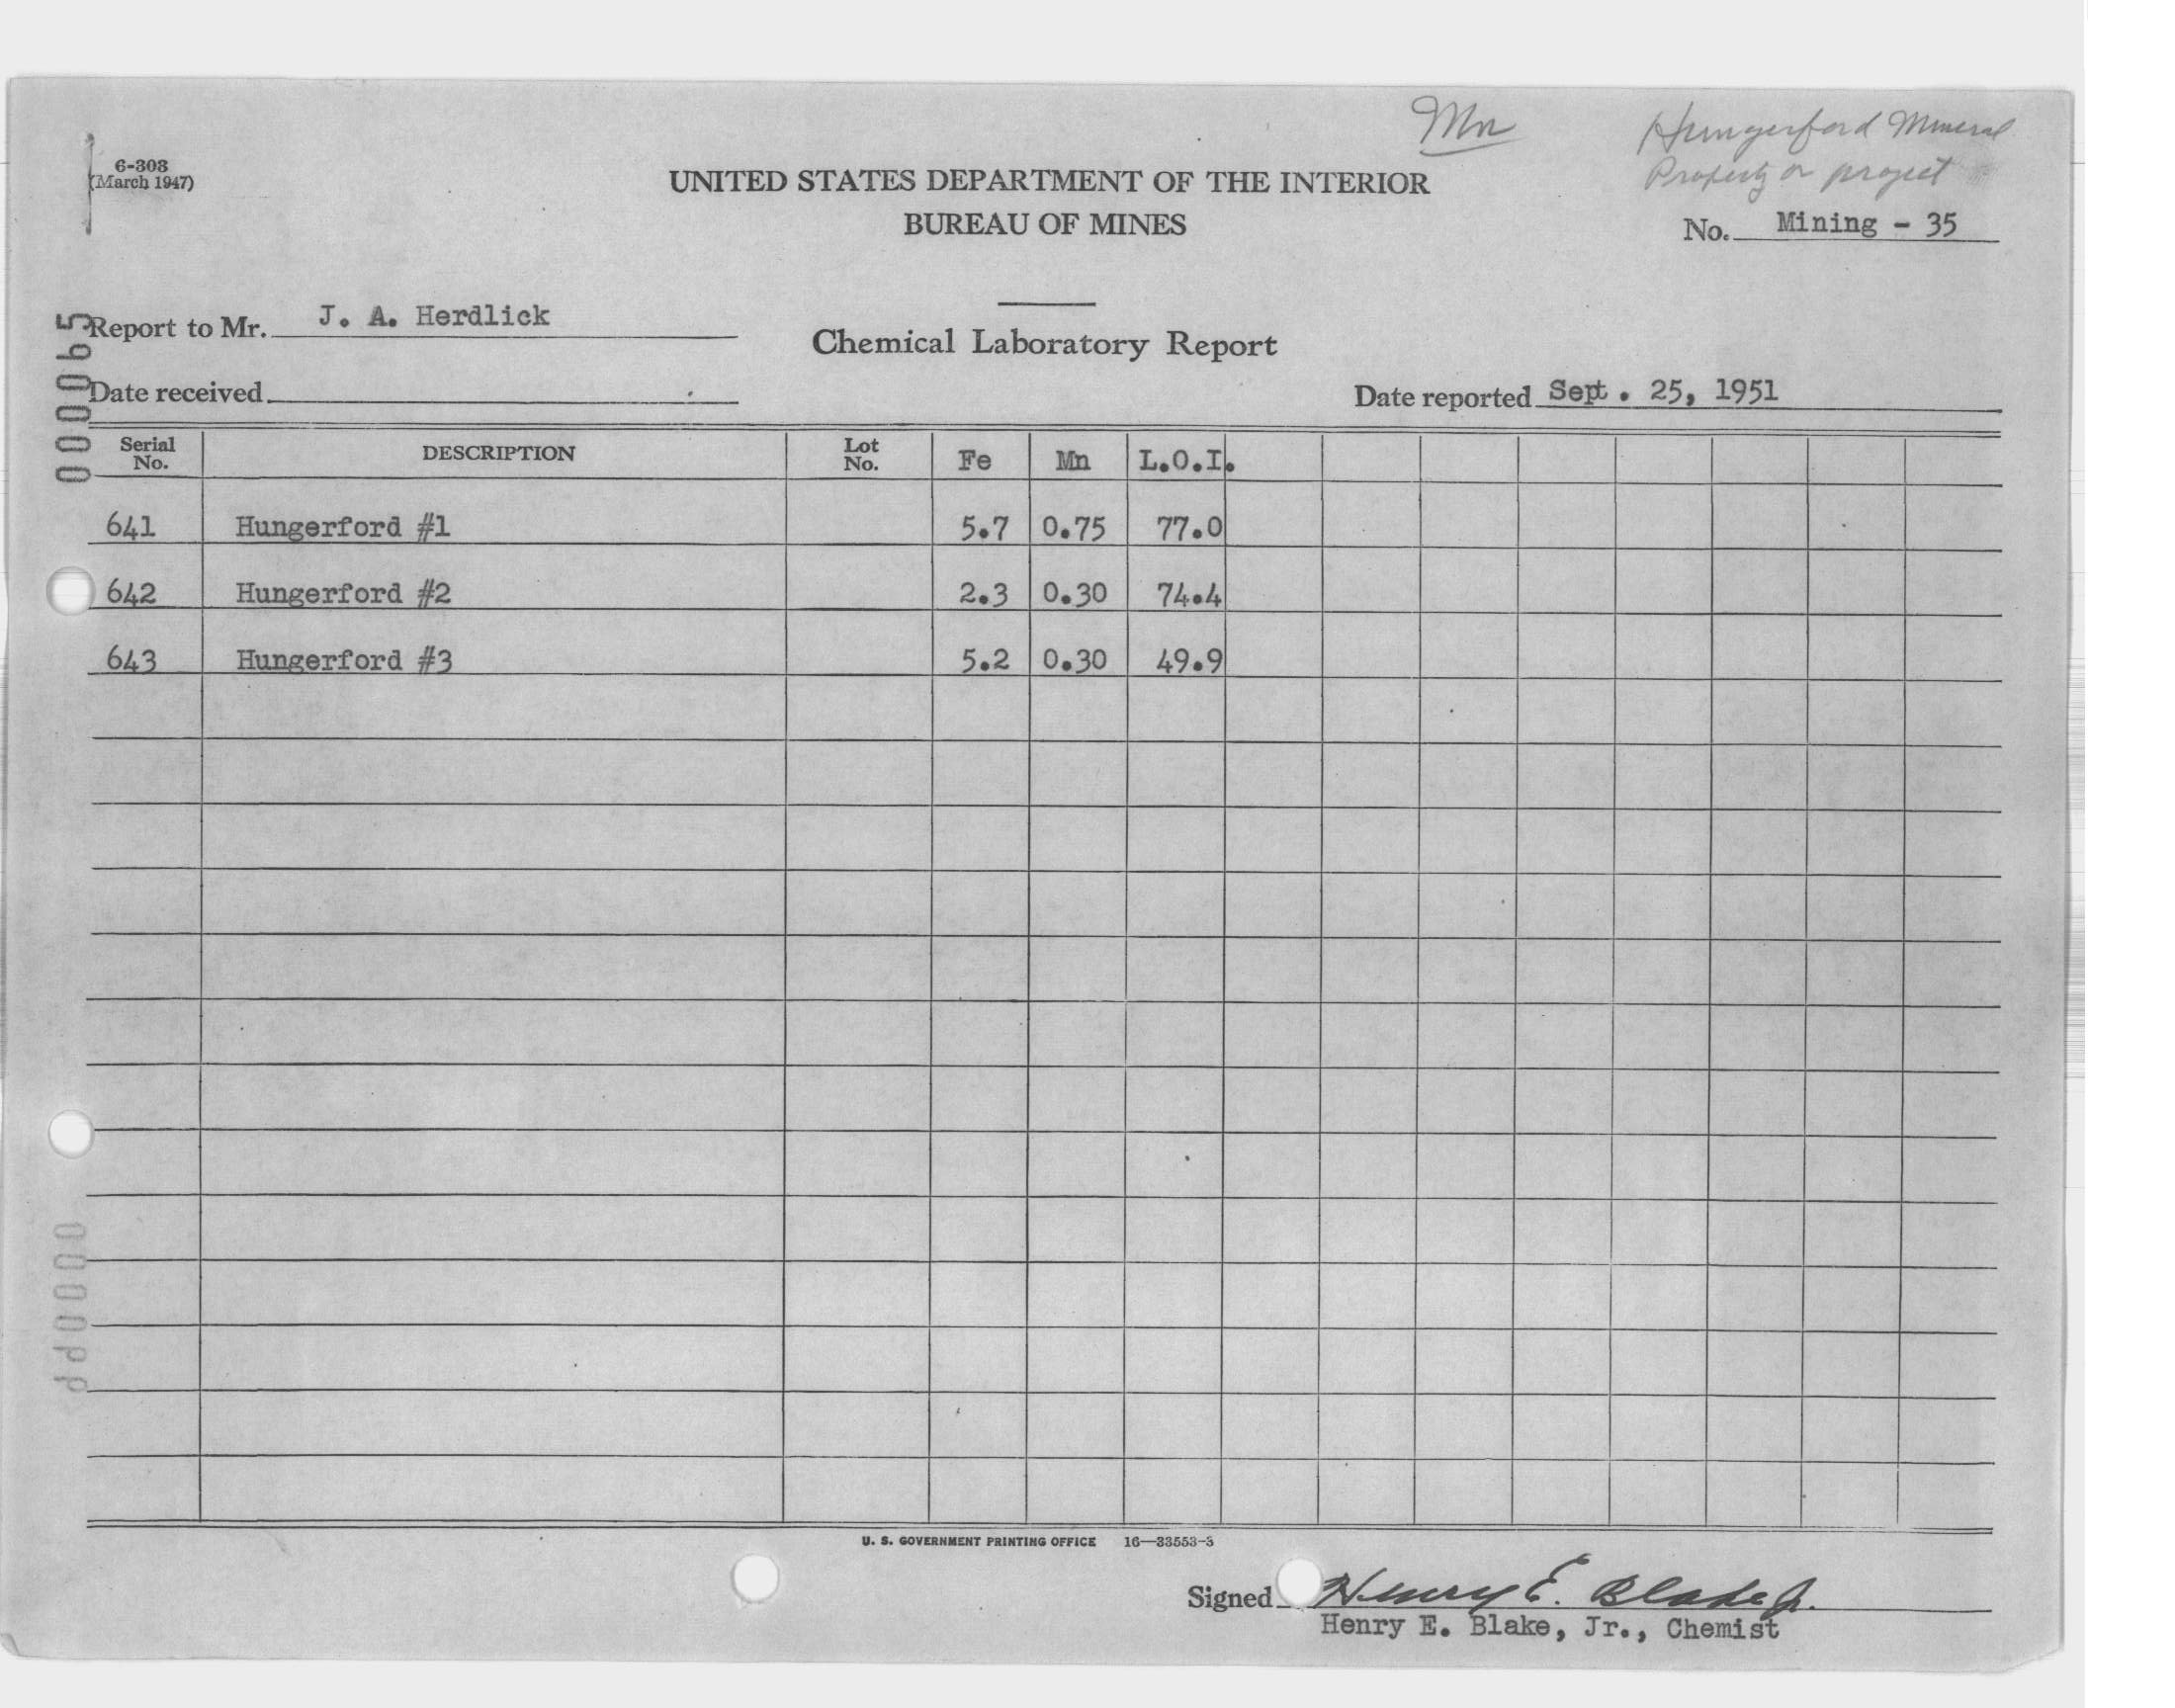 Mn
Hungerford Mineral
Property or project
6-303
(March 1947)
UNITED STATES DEPARTMENT OF THE INTERIOR
BUREAU OF MINES
No. Mining - 35
Report to Mr. J. A. Herdlick
Chemical Laboratory Report
Date received
Date reported Sept. 25, 1951
Serial No. DESCRIPTION Lot No. Fe Mn L.O.I.
641 Hungerford #1 5.7 0.75 77.0
642 Hungerford #2 2.3 0.30 74.4
643 Hungerford #3 5.2 0.30 49.9
U. S. GOVERNMENT PRINTING OFFICE 16—33553-3
Signed Henry E. Blake Jr.
Henry E. Blake, Jr., Chemist